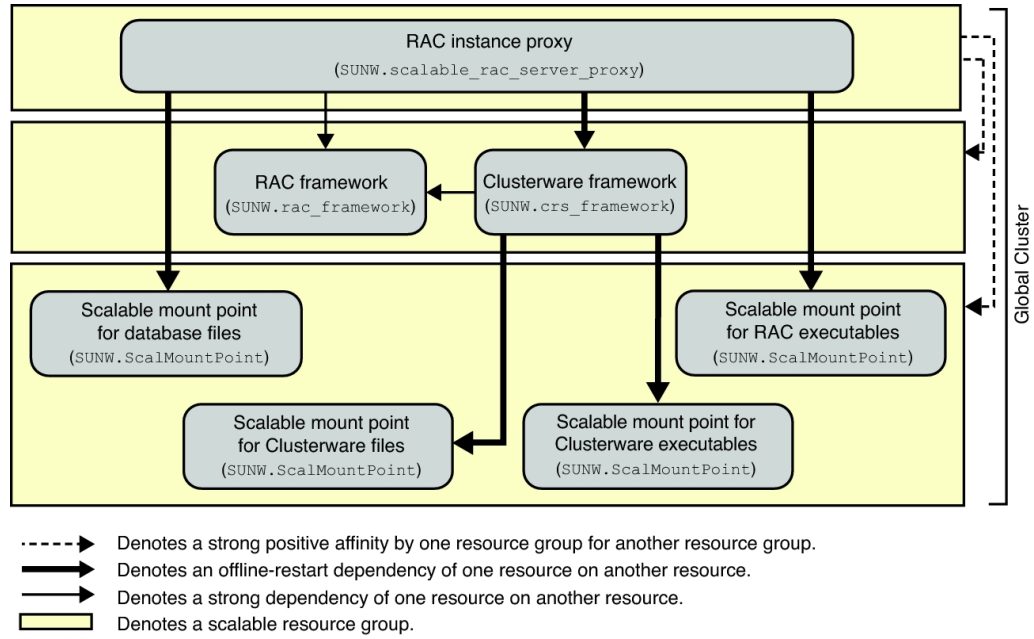 RAC instance proxy
(SUNW.scalable_rac_server_proxy)
RAC framework
(SUNW.rac_framework)
Clusterware framework
(SUNW.crs_framework)
Scalable mount point
for database files
(SUNW.ScalMountPoint)
Scalable mount point
for RAC executables
(SUNW.ScalMountPoint)
Scalable mount point
for Clusterware files
(SUNW.ScalMountPoint)
Scalable mount point for
Clusterware executables
(SUNW.ScalMountPoint)
Global Cluster
Denotes a strong positive affinity by one resource group for another resource group.
Denotes an offline-restart dependency of one resource on another resource.
Denotes a strong dependency of one resource on another resource.
Denotes a scalable resource group.